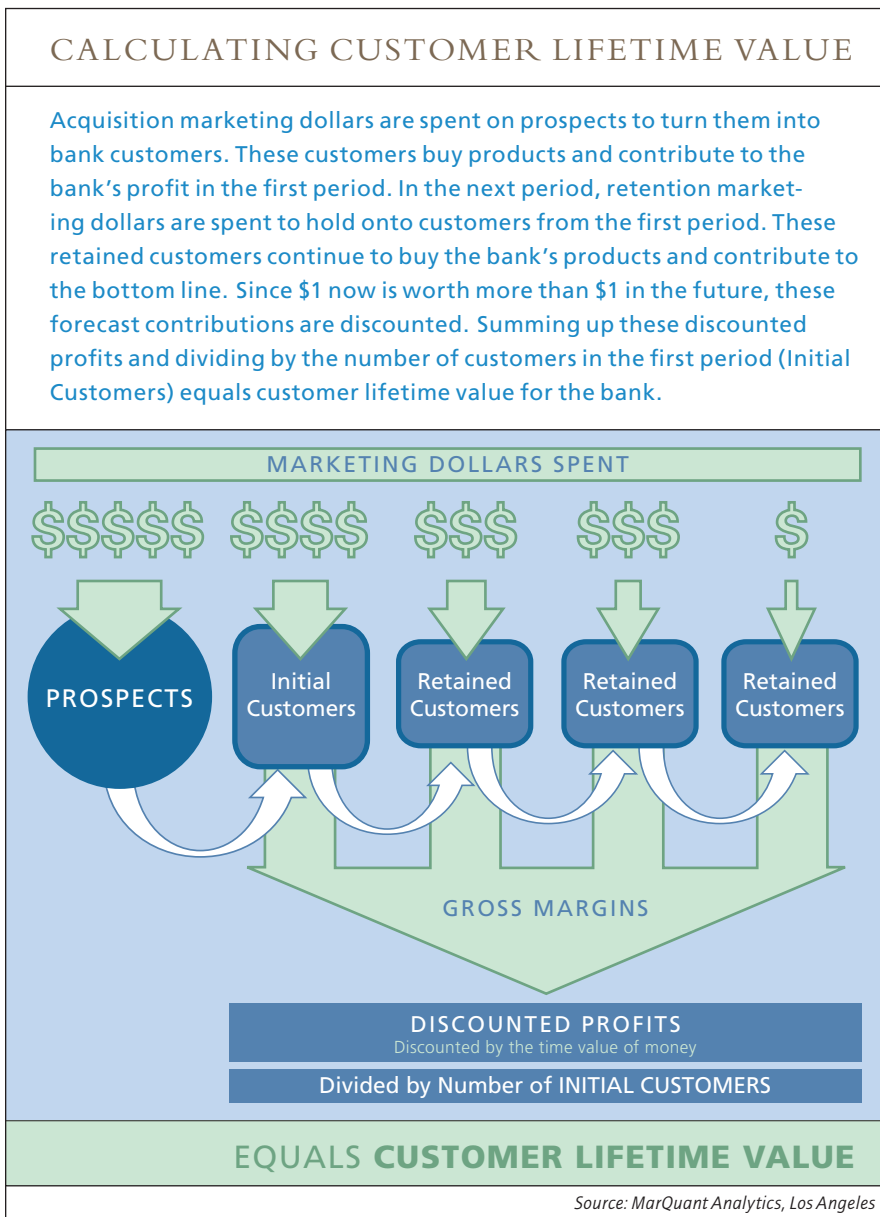 CALCULATING CUSTOMER LIFETIME VALUE
Acquisition marketing dollars are spent on prospects to turn them into
bank customers. These customers buy products and contribute to the
bank's profit in the first period. In the next period, retention market-
ing dollars are spent to hold onto customers from the first period. These
retained customers continue to buy the bank's products and contribute to
the bottom line. Since $1 now is worth more than $1 in the future, these
forecast contributions are discounted. Summing up these discounted
profits and dividing by the number of customers in the first period (Initial
Customers) equals customer lifetime value for the bank.
MARKETING DOLLARS SPENT
$$$$$ $$$$ $$$ $$$ $
PROSPECTS
Initial
Customers
Retained
Customers
Retained
Customers
Retained
Customers
GROSS MARGINS
DISCOUNTED PROFITS
Discounted by the time value of money
Divided by Number of INITIAL CUSTOMERS
EQUALS CUSTOMER LIFETIME VALUE
Source: MarQuant Analytics, Los Angeles